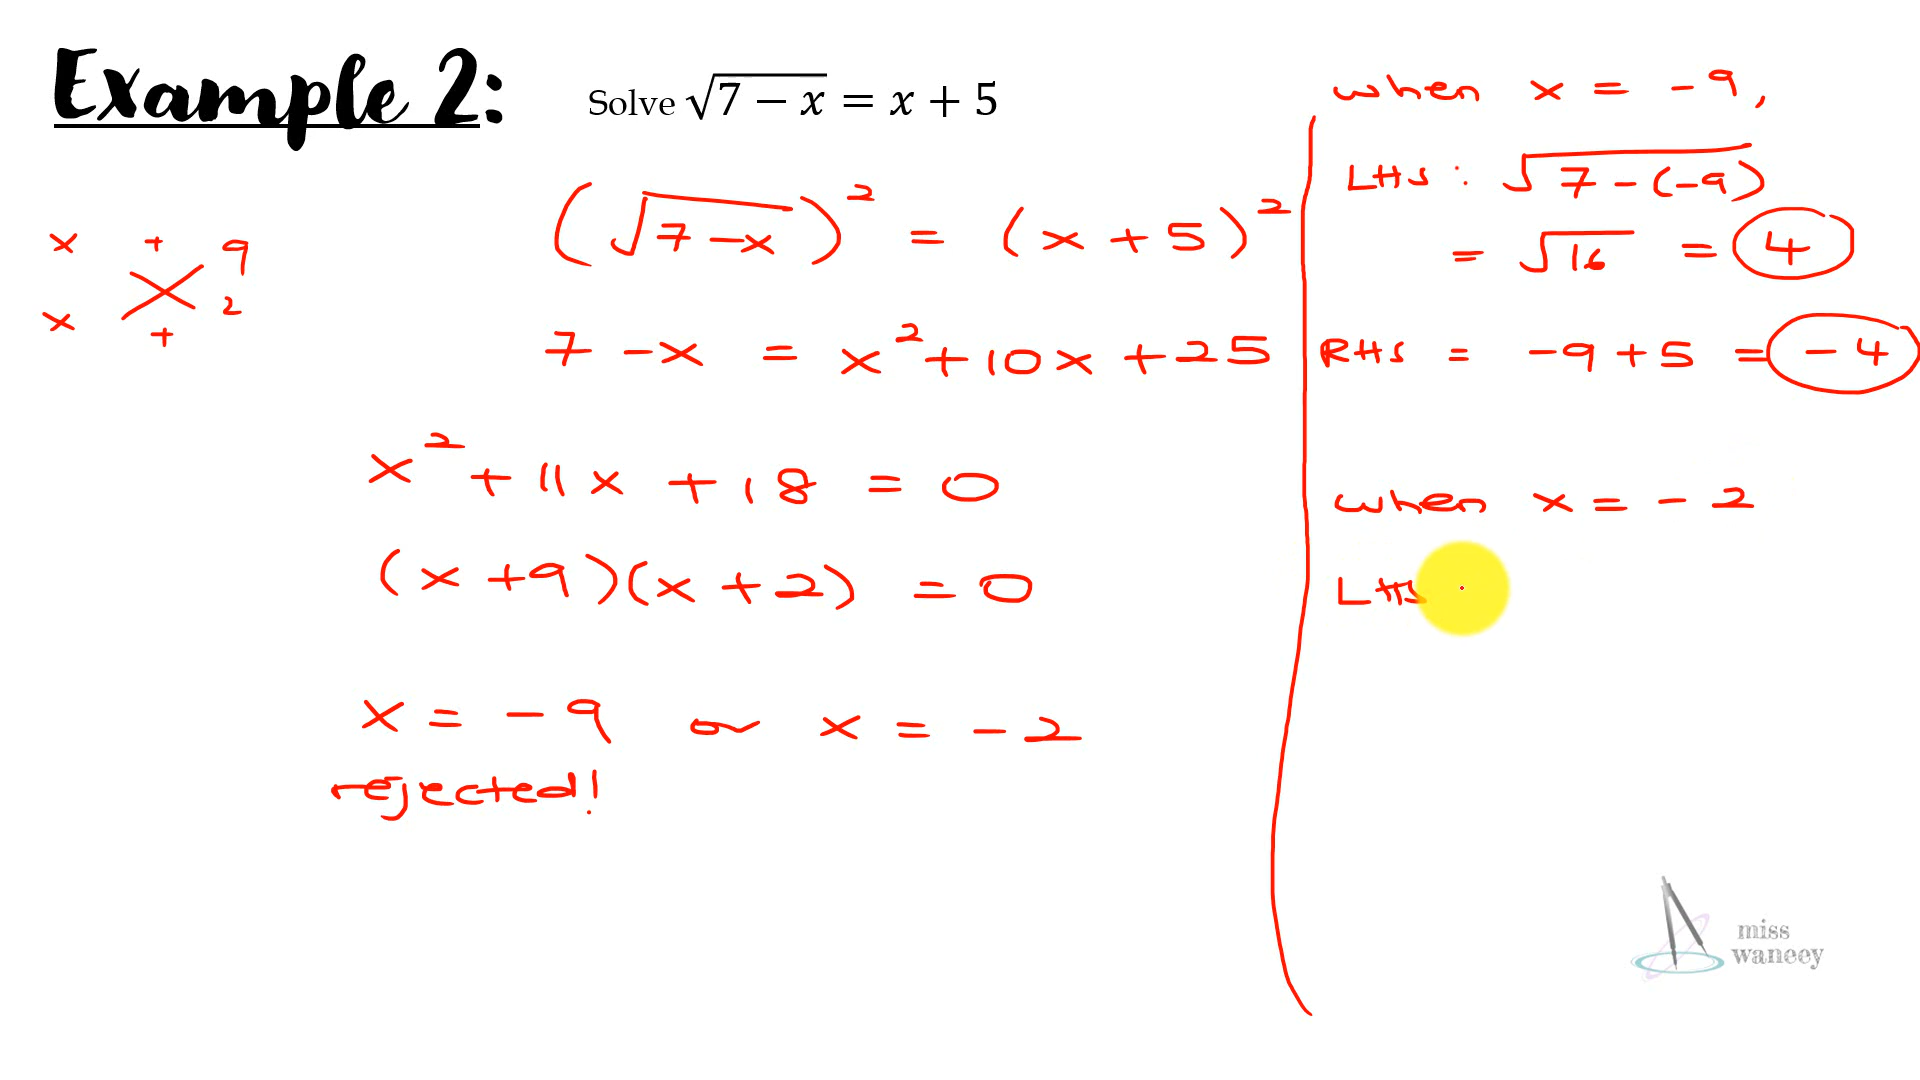 Example 2:
Solve √(7 − x) = x + 5
(√(7 − x))² = (x + 5)²
x + 9
x + 2
7 − x = x² + 10x + 25
x² + 11x + 18 = 0
(x + 9)(x + 2) = 0
x = − 9 or x = − 2
rejected!
when x = − 9,
LHS : √(7 − (−9))
= √16 = 4
RHS = − 9 + 5 = − 4
when x = − 2
LHS
miss
waneey